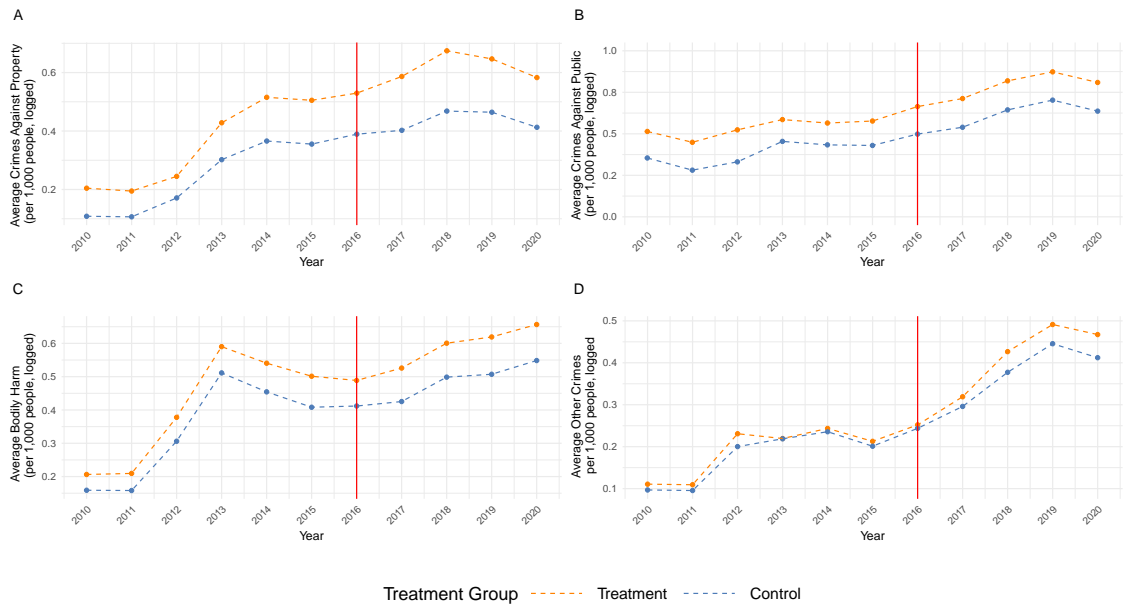 A
Average Crimes Against Property
(per 1,000 people, logged)
0.6
0.4
0.2
2010 2011 2012 2013 2014 2015 2016 2017 2018 2019 2020
Year
B
Average Crimes Against Public
(per 1,000 people, logged)
1.0
0.8
0.5
0.2
0.0
2010 2011 2012 2013 2014 2015 2016 2017 2018 2019 2020
Year
C
Average Bodily Harm
(per 1,000 people, logged)
0.6
0.5
0.4
0.3
0.2
2010 2011 2012 2013 2014 2015 2016 2017 2018 2019 2020
Year
D
Average Other Crimes
per 1,000 people, logged
0.5
0.4
0.3
0.2
0.1
2010 2011 2012 2013 2014 2015 2016 2017 2018 2019 2020
Year
Treatment Group Treatment Control